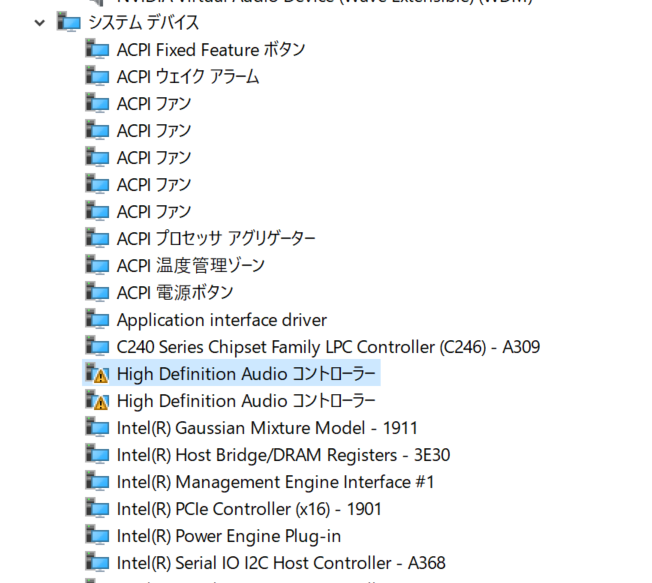 NVIDIA Virtual Audio Device (Wave Extensible) (WDM)
システム デバイス
ACPI Fixed Feature ボタン
ACPI ウェイク アラーム
ACPI ファン
ACPI ファン
ACPI ファン
ACPI ファン
ACPI ファン
ACPI プロセッサ アグリゲーター
ACPI 温度管理ゾーン
ACPI 電源ボタン
Application interface driver
C240 Series Chipset Family LPC Controller (C246) - A309
High Definition Audio コントローラー
High Definition Audio コントローラー
Intel(R) Gaussian Mixture Model - 1911
Intel(R) Host Bridge/DRAM Registers - 3E30
Intel(R) Management Engine Interface #1
Intel(R) PCIe Controller (x16) - 1901
Intel(R) Power Engine Plug-in
Intel(R) Serial IO I2C Host Controller - A368